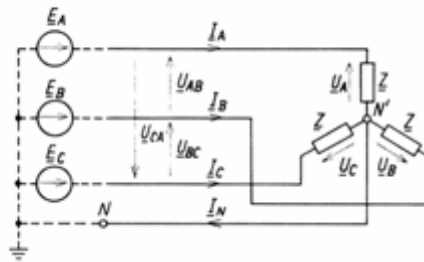 E_A
I_A
U_AB
U_A
Z
E_B
I_B
N'
U_CA
U_BC
Z
Z
E_C
I_C
U_C
U_B
N
I_N